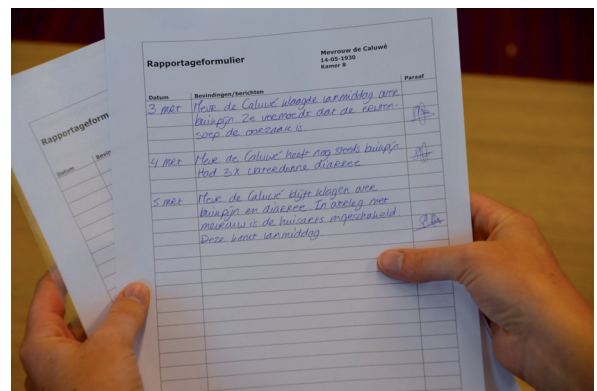 Rapportageformulier
Mevrouw de Caluwé
14-05-1930
Kamer 8
Datum Bevindingen/berichten Paraaf
3 mrt Mevr. de Caluwé klaagde vanmiddag over
buikpijn. Ze vermoedt dat de erwten-
soep de oorzaak is.
4 mrt Mevr. de Caluwé heeft nog steeds buikpijn
Had 3x waterdunne diarree
5 mrt Mevr. de Caluwé blijft klagen over
buikpijn en diarree. In overleg met
mevrouw is de huisarts ingeschakeld.
Deze komt vanmiddag.
Rapportageform
Datum